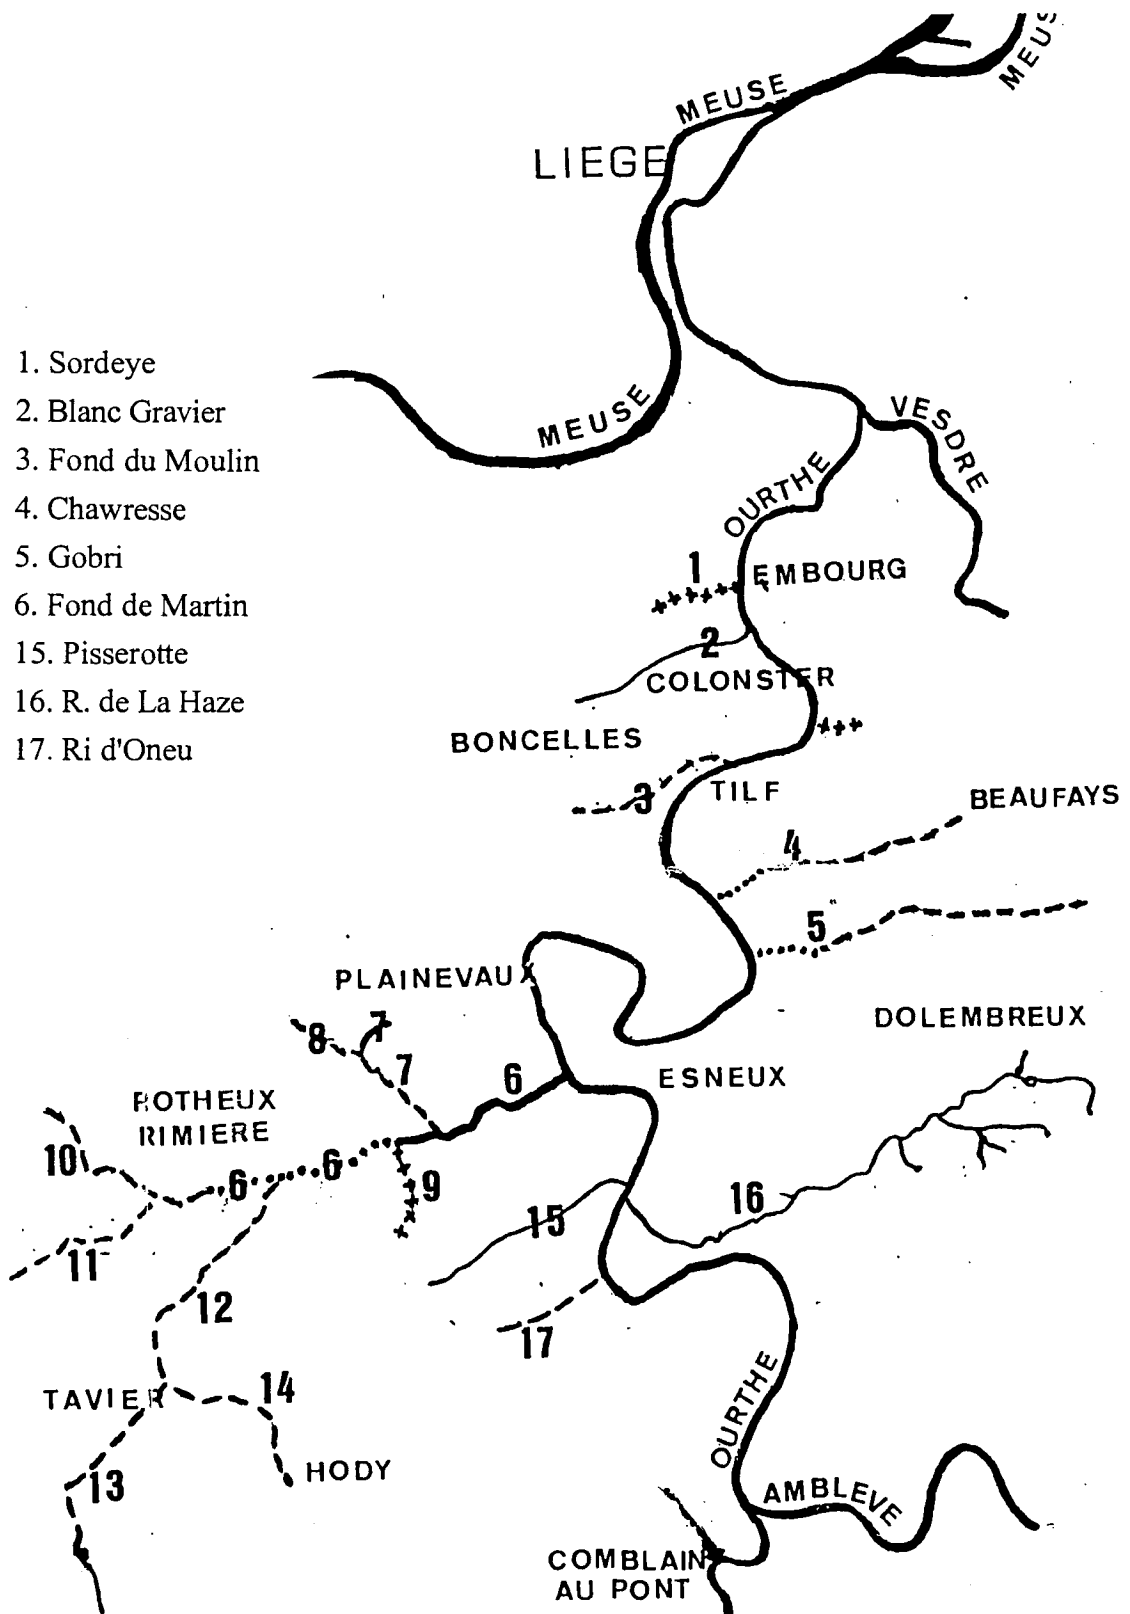 MEUSE
MEUS
LIEGE
1. Sordeye
2. Blanc Gravier
3. Fond du Moulin
4. Chawresse
5. Gobri
6. Fond de Martin
15. Pisserotte
16. R. de La Haze
17. Ri d'Oneu
MEUSE
VESDRE
OURTHE
1
EMBOURG
2
COLONSTER
BONCELLES
3
TILF
BEAUFAYS
4
5
PLAINEVAUX
DOLEMBREUX
8
7
7
6
ESNEUX
ROTHEUX
RIMIERE
10
6
6
9
16
15
11
12
17
TAVIER
14
OURTHE
13
HODY
AMBLEVE
COMBLAIN
AU PONT